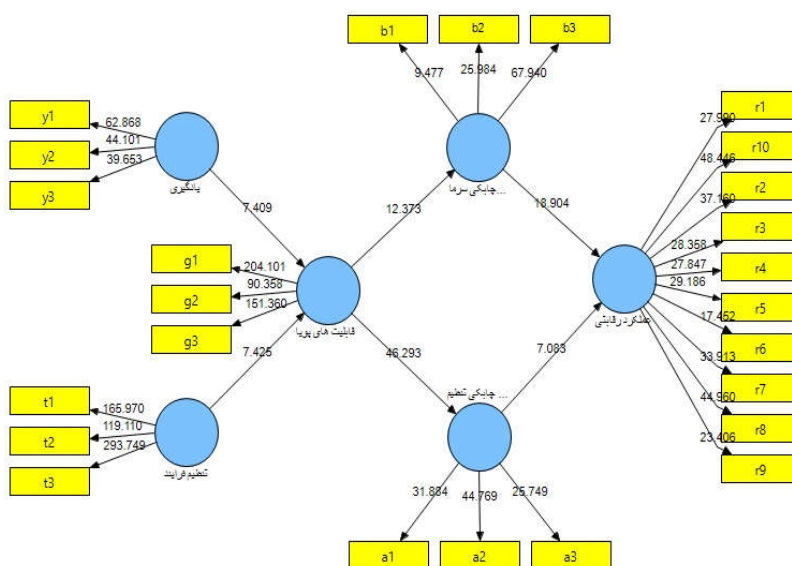 b1
b2
b3
9.477
25.984
67.940
y1
y2
y3
62.868
44.101
39.653
یادگیری
7.409
12.373
چابکی سرما...
18.904
r1
r10
r2
r3
r4
r5
r6
r7
r8
r9
27.990
48.446
37.160
28.358
27.847
29.186
17.452
33.913
44.960
23.406
عملکرد رقابتی
g1
g2
g3
204.101
90.358
151.360
قابلیت های پویا
7.425
46.293
7.083
t1
t2
t3
165.970
119.110
293.749
تنظیم فرایند
چابکی تنظیم ...
31.834
44.769
25.749
a1
a2
a3